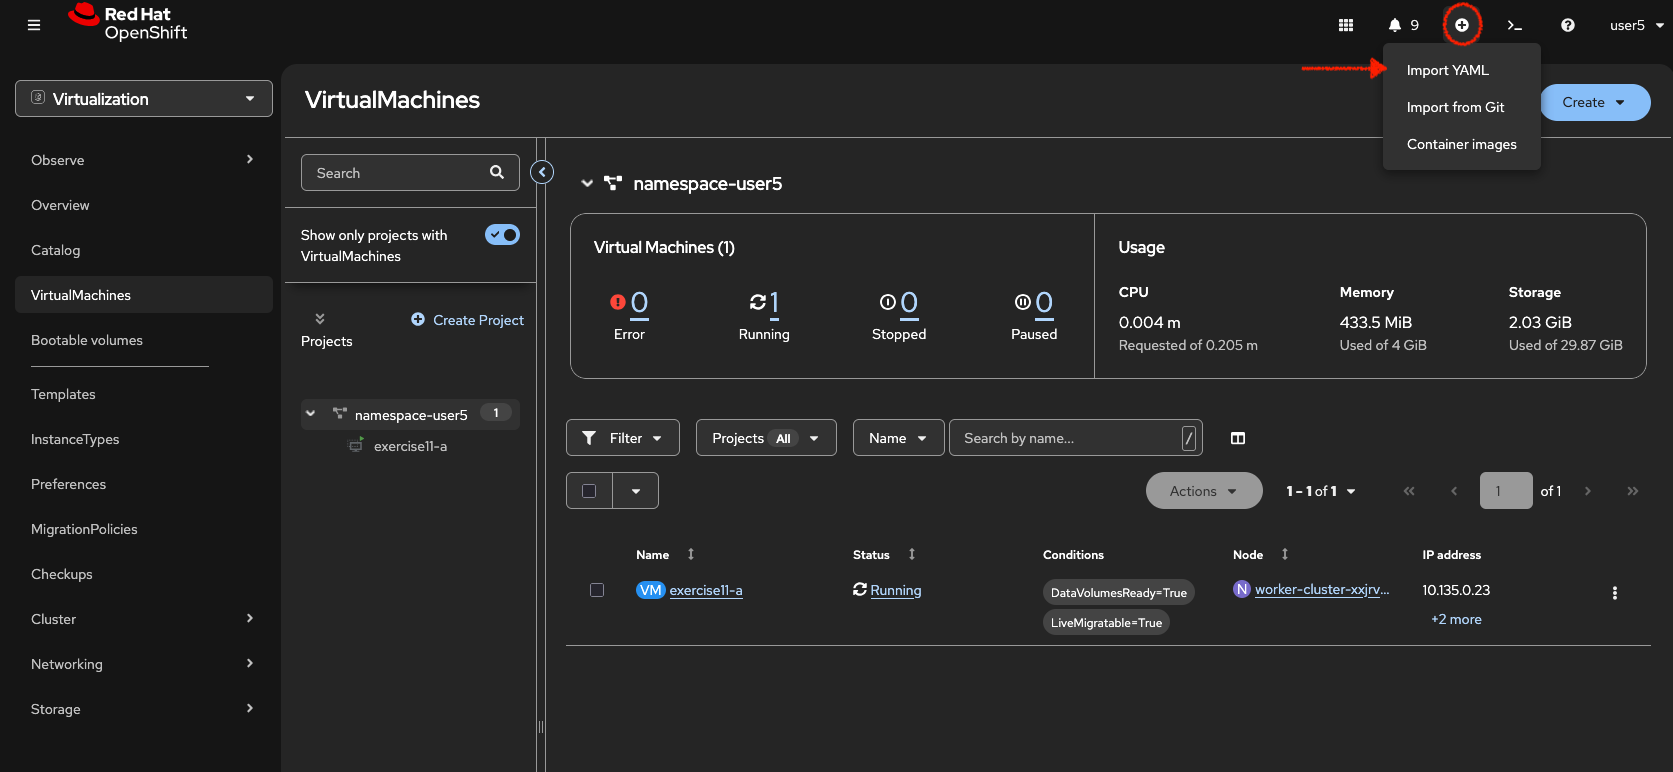 Red Hat
OpenShift
9
user5
Import YAML
Import from Git
Container images
Virtualization
VirtualMachines
Create
Observe
Overview
Catalog
VirtualMachines
Bootable volumes
Templates
InstanceTypes
Preferences
MigrationPolicies
Checkups
Cluster
Networking
Storage
Search
Show only projects with
VirtualMachines
Create Project
Projects
namespace-user5 1
exercise11-a
namespace-user5
Virtual Machines (1)
0
Error
1
Running
0
Stopped
0
Paused
Usage
CPU
0.004 m
Requested of 0.205 m
Memory
433.5 MiB
Used of 4 GiB
Storage
2.03 GiB
Used of 29.87 GiB
Filter
Projects All
Name
Search by name...
/
Actions
1 - 1 of 1
1 of 1
Name Status Conditions Node IP address
VM exercise11-a Running DataVolumesReady=True N worker-cluster-xxjrv... 10.135.0.23
LiveMigratable=True +2 more